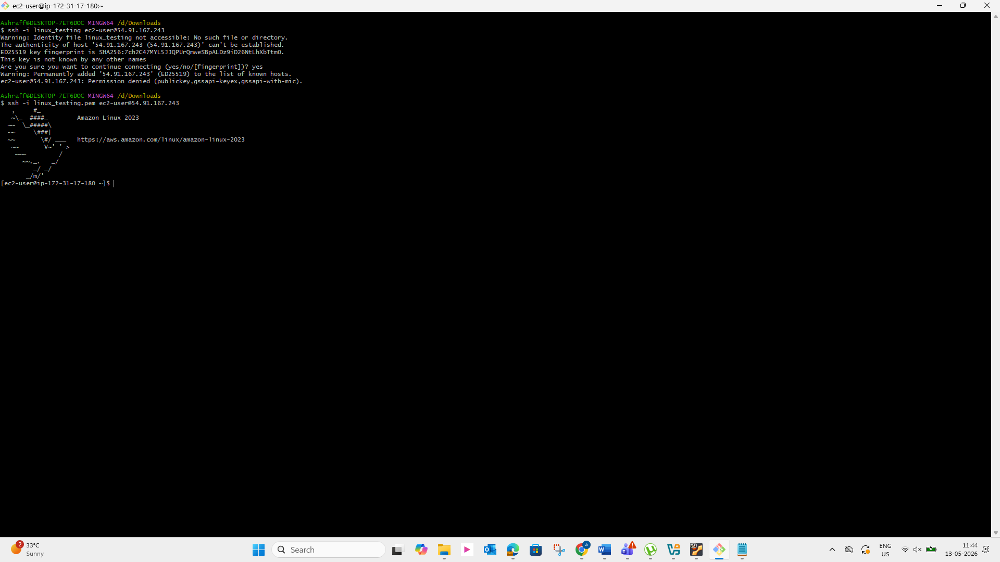 ec2-user@ip-172-31-17-180:~
Ashraff@DESKTOP-7ET6DOC MINGW64 /d/Downloads
$ ssh -i linux_testing ec2-user@54.91.167.243
Warning: Identity file linux_testing not accessible: No such file or directory.
The authenticity of host '54.91.167.243 (54.91.167.243)' can't be established.
ED25519 key fingerprint is SHA256:7ch2C47MYL5JJQPUrQmweSBpALDz9iD26NtLhXbTtm0.
This key is not known by any other names
Are you sure you want to continue connecting (yes/no/[fingerprint])? yes
Warning: Permanently added '54.91.167.243' (ED25519) to the list of known hosts.
ec2-user@54.91.167.243: Permission denied (publickey,gssapi-keyex,gssapi-with-mic).
Ashraff@DESKTOP-7ET6DOC MINGW64 /d/Downloads
$ ssh -i linux_testing.pem ec2-user@54.91.167.243
   ,     #_
   ~\_  ####_        Amazon Linux 2023
  ~~  \_#####\
  ~~     \###|
  ~~       \#/ ___   https://aws.amazon.com/linux/amazon-linux-2023
   ~~       V~' '->
    ~~~         /
      ~~._.   _/
         _/ _/
       _/m/'
[ec2-user@ip-172-31-17-180 ~]$
2
33°C
Sunny
Search
a
ENG
US
11:44
13-05-2026